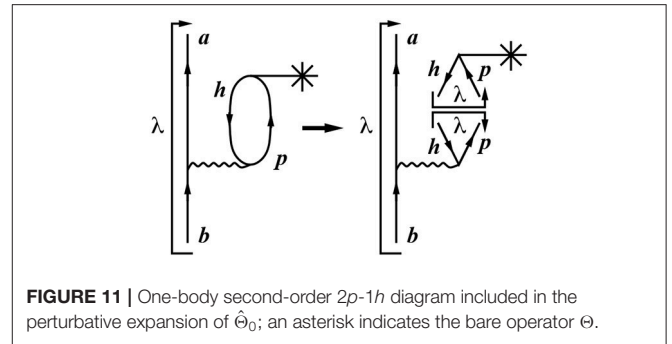 a
a
h
h
p
λ
λ
λ
λ
p
h
p
b
b
FIGURE 11 | One-body second-order 2p-1h diagram included in the
perturbative expansion of Θ̂₀; an asterisk indicates the bare operator Θ.